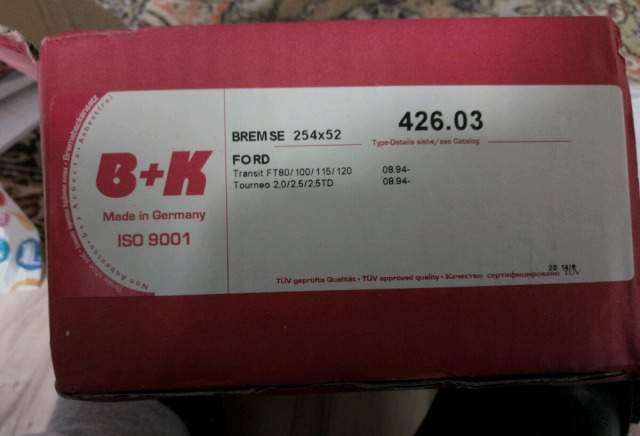 426.03
BREMSE 254x52
Type-Details siehe/see Catalog
FORD
Transit FT80/100/115/120 08.94-
Tourneo 2,0/2,5/2.5TD 08.94-
B+K
Made in Germany
ISO 9001
TÜV geprüfte Qualität • TÜV approved quality • Качество сертифицировано TÜV